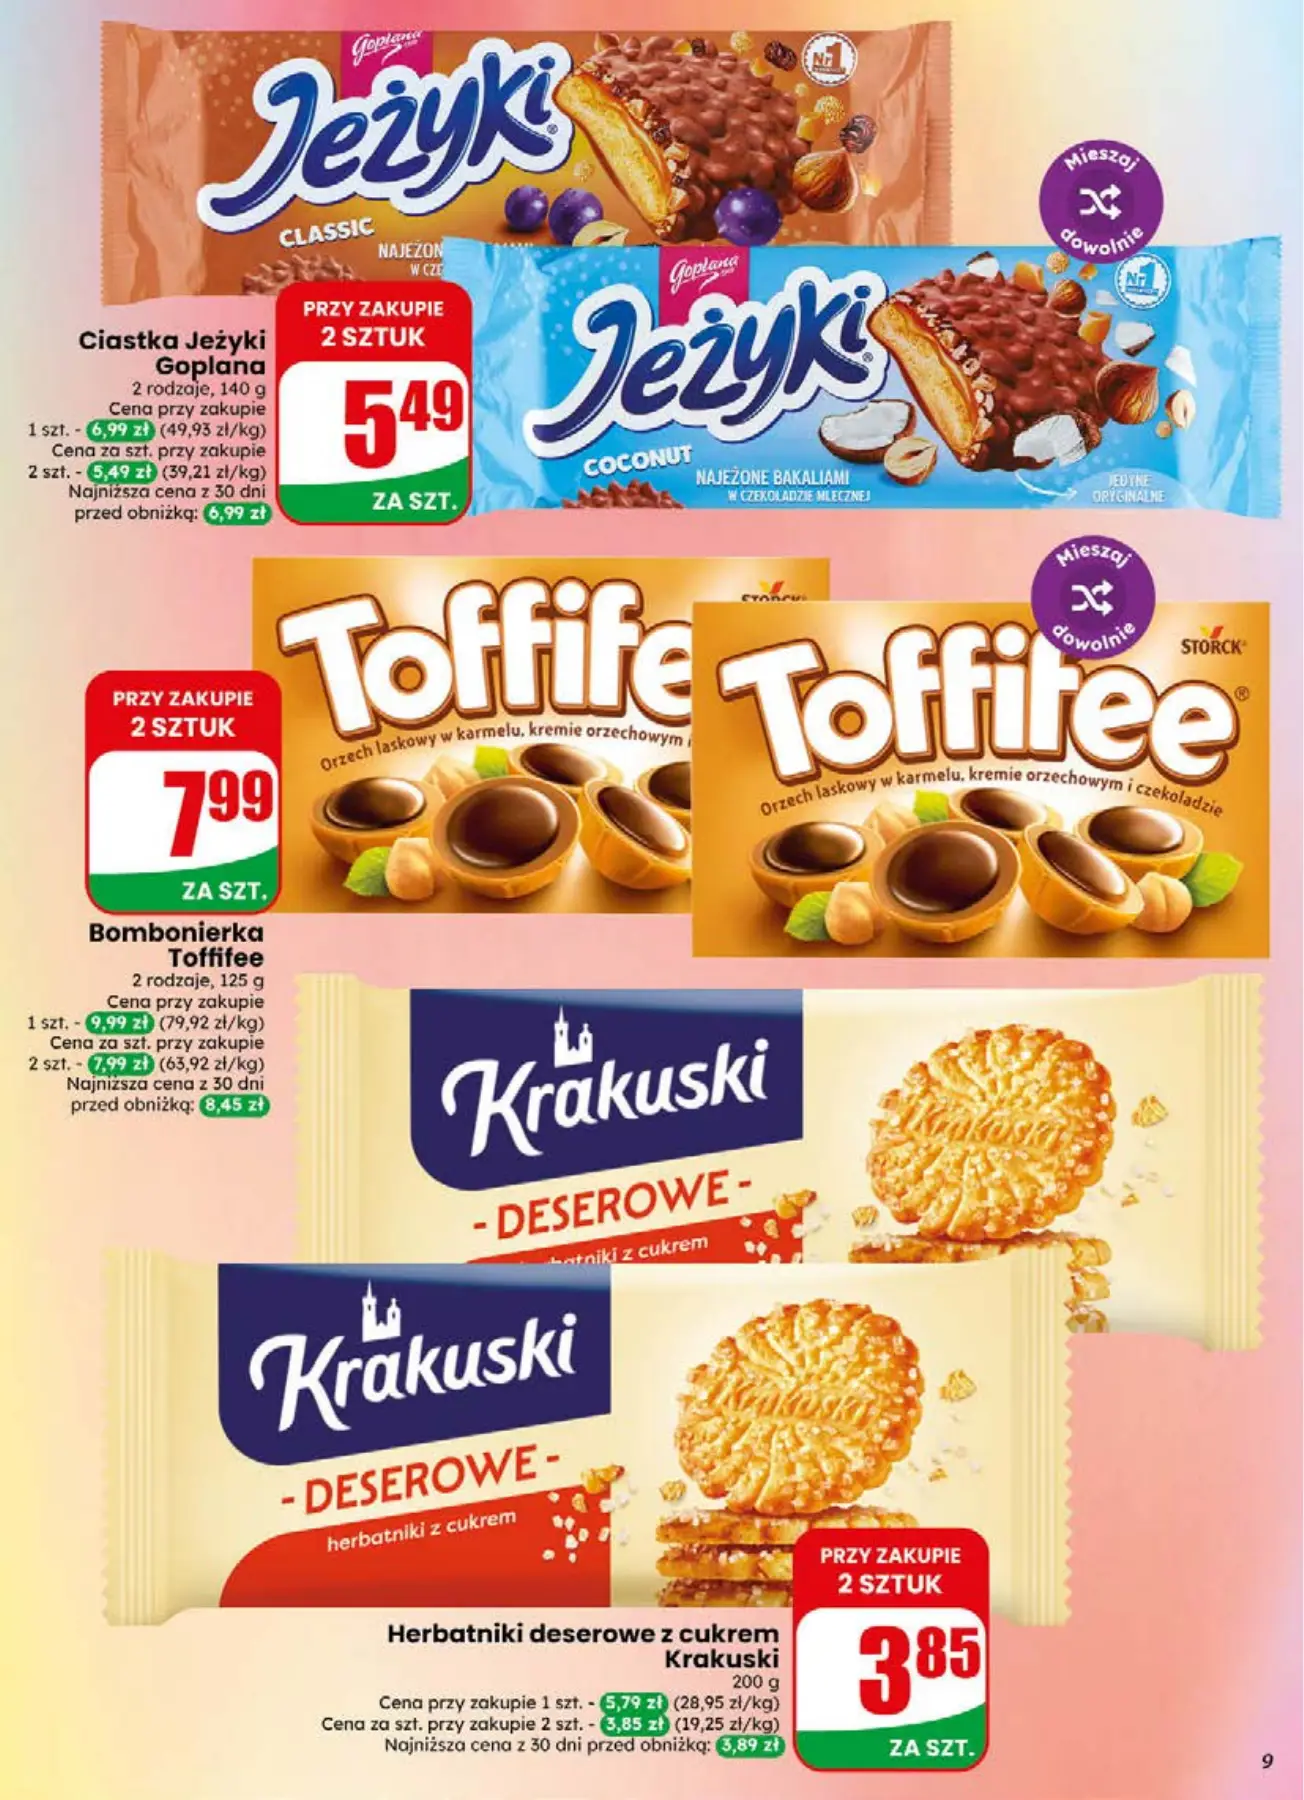 Goplana
Jeżyki
Nr 1
CLASSIC
NAJEŻON
W CZE
Mieszaj
dowolnie
Goplana
Jeżyki
Nr 1
COCONUT
NAJEŻONE BAKALIAMI
W CZEKOLADZIE MLECZNEJ
JEDYNE
ORYGINALNE
PRZY ZAKUPIE
2 SZTUK
5 49
ZA SZT.
Ciastka Jeżyki
Goplana
2 rodzaje, 140 g
Cena przy zakupie
1 szt. - 6,99 zł (49,93 zł/kg)
Cena za szt. przy zakupie
2 szt. - 5,49 zł (39,21 zł/kg)
Najniższa cena z 30 dni
przed obniżką: 6,99 zł
Toffife
STORCK
Orzech laskowy w karmelu, kremie orzechowym
Mieszaj
dowolnie
STORCK®
Toffifee®
Orzech laskowy w karmelu, kremie orzechowym i czekoladzie
PRZY ZAKUPIE
2 SZTUK
7 99
ZA SZT.
Bombonierka
Toffifee
2 rodzaje, 125 g
Cena przy zakupie
1 szt. - 9,99 zł (79,92 zł/kg)
Cena za szt. przy zakupie
2 szt. - 7,99 zł (63,92 zł/kg)
Najniższa cena z 30 dni
przed obniżką: 8,45 zł
Krakuski
- DESEROWE -
herbatniki z cukrem
Krakuski
- DESEROWE -
herbatniki z cukrem
PRZY ZAKUPIE
2 SZTUK
3 85
ZA SZT.
Herbatniki deserowe z cukrem
Krakuski
200 g
Cena przy zakupie 1 szt. - 5,79 zł (28,95 zł/kg)
Cena za szt. przy zakupie 2 szt. - 3,85 zł (19,25 zł/kg)
Najniższa cena z 30 dni przed obniżką: 3,89 zł
9